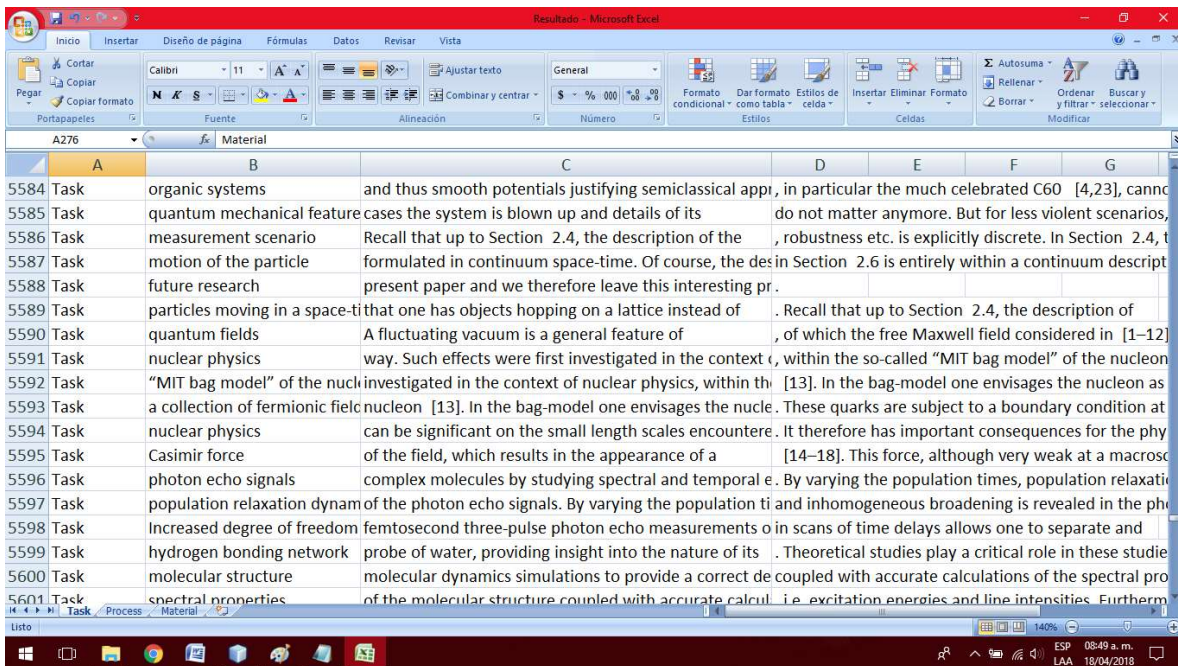 Resultado - Microsoft Excel
Inicio Insertar Diseño de página Fórmulas Datos Revisar Vista
Pegar Cortar Copiar Copiar formato Portapapeles
Calibri 11 N K S A A A Fuente
Ajustar texto Combinar y centrar Alineación
General $ % 000 Número
Formato condicional Dar formato como tabla Estilos de celda Estilos
Insertar Eliminar Formato Celdas
Σ Autosuma Rellenar Borrar Ordenar y filtrar Buscar y seleccionar Modificar
A276 fx Material
A B C D E F G
5584 Task organic systems and thus smooth potentials justifying semiclassical appr , in particular the much celebrated C60 [4,23], canno
5585 Task quantum mechanical feature cases the system is blown up and details of its do not matter anymore. But for less violent scenarios,
5586 Task measurement scenario Recall that up to Section 2.4, the description of the , robustness etc. is explicitly discrete. In Section 2.4, t
5587 Task motion of the particle formulated in continuum space-time. Of course, the des in Section 2.6 is entirely within a continuum descript
5588 Task future research present paper and we therefore leave this interesting pr .
5589 Task particles moving in a space-ti that one has objects hopping on a lattice instead of . Recall that up to Section 2.4, the description of
5590 Task quantum fields A fluctuating vacuum is a general feature of , of which the free Maxwell field considered in [1–12]
5591 Task nuclear physics way. Such effects were first investigated in the context , within the so-called “MIT bag model” of the nucleon
5592 Task “MIT bag model” of the nucl investigated in the context of nuclear physics, within th [13]. In the bag-model one envisages the nucleon as
5593 Task a collection of fermionic field nucleon [13]. In the bag-model one envisages the nucle . These quarks are subject to a boundary condition at
5594 Task nuclear physics can be significant on the small length scales encountere . It therefore has important consequences for the phy
5595 Task Casimir force of the field, which results in the appearance of a [14–18]. This force, although very weak at a macrosc
5596 Task photon echo signals complex molecules by studying spectral and temporal e . By varying the population times, population relaxati
5597 Task population relaxation dynam of the photon echo signals. By varying the population ti and inhomogeneous broadening is revealed in the pho
5598 Task Increased degree of freedom femtosecond three-pulse photon echo measurements o in scans of time delays allows one to separate and
5599 Task hydrogen bonding network probe of water, providing insight into the nature of its . Theoretical studies play a critical role in these studie
5600 Task molecular structure molecular dynamics simulations to provide a correct de coupled with accurate calculations of the spectral pro
5601 Task spectral properties of the molecular structure coupled with accurate calcul i.e. excitation energies and line intensities. Furtherm
Task Process Material
Listo 140%
ESP 08:49 a. m.
LAA 18/04/2018